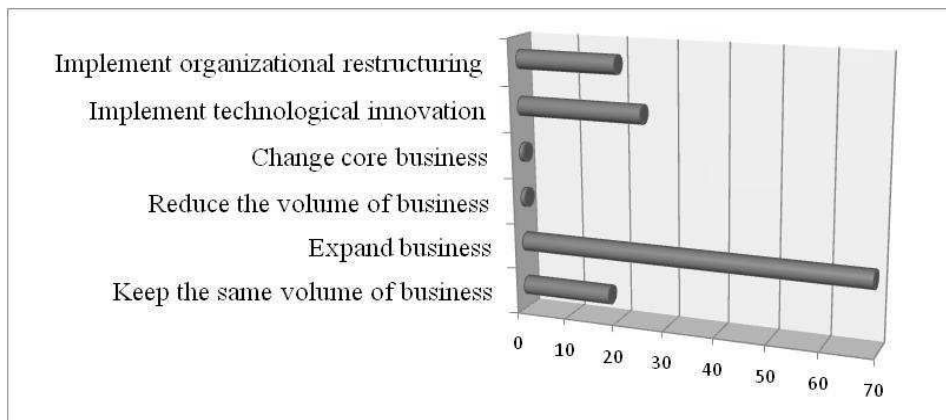 Implement organizational restructuring
Implement technological innovation
Change core business
Reduce the volume of business
Expand business
Keep the same volume of business
0 10 20 30 40 50 60 70